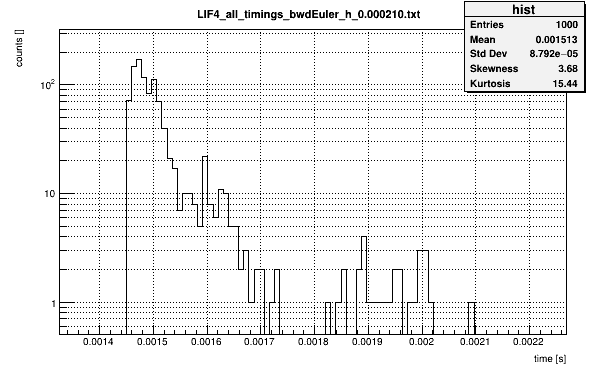 LIF4_all_timings_bwdEuler_h_0.000210.txt
hist
Entries 1000
Mean 0.001513
Std Dev 8.792e−05
Skewness 3.68
Kurtosis 15.44
counts []
10²
10
1
0.0014 0.0015 0.0016 0.0017 0.0018 0.0019 0.002 0.0021 0.0022
time [s]